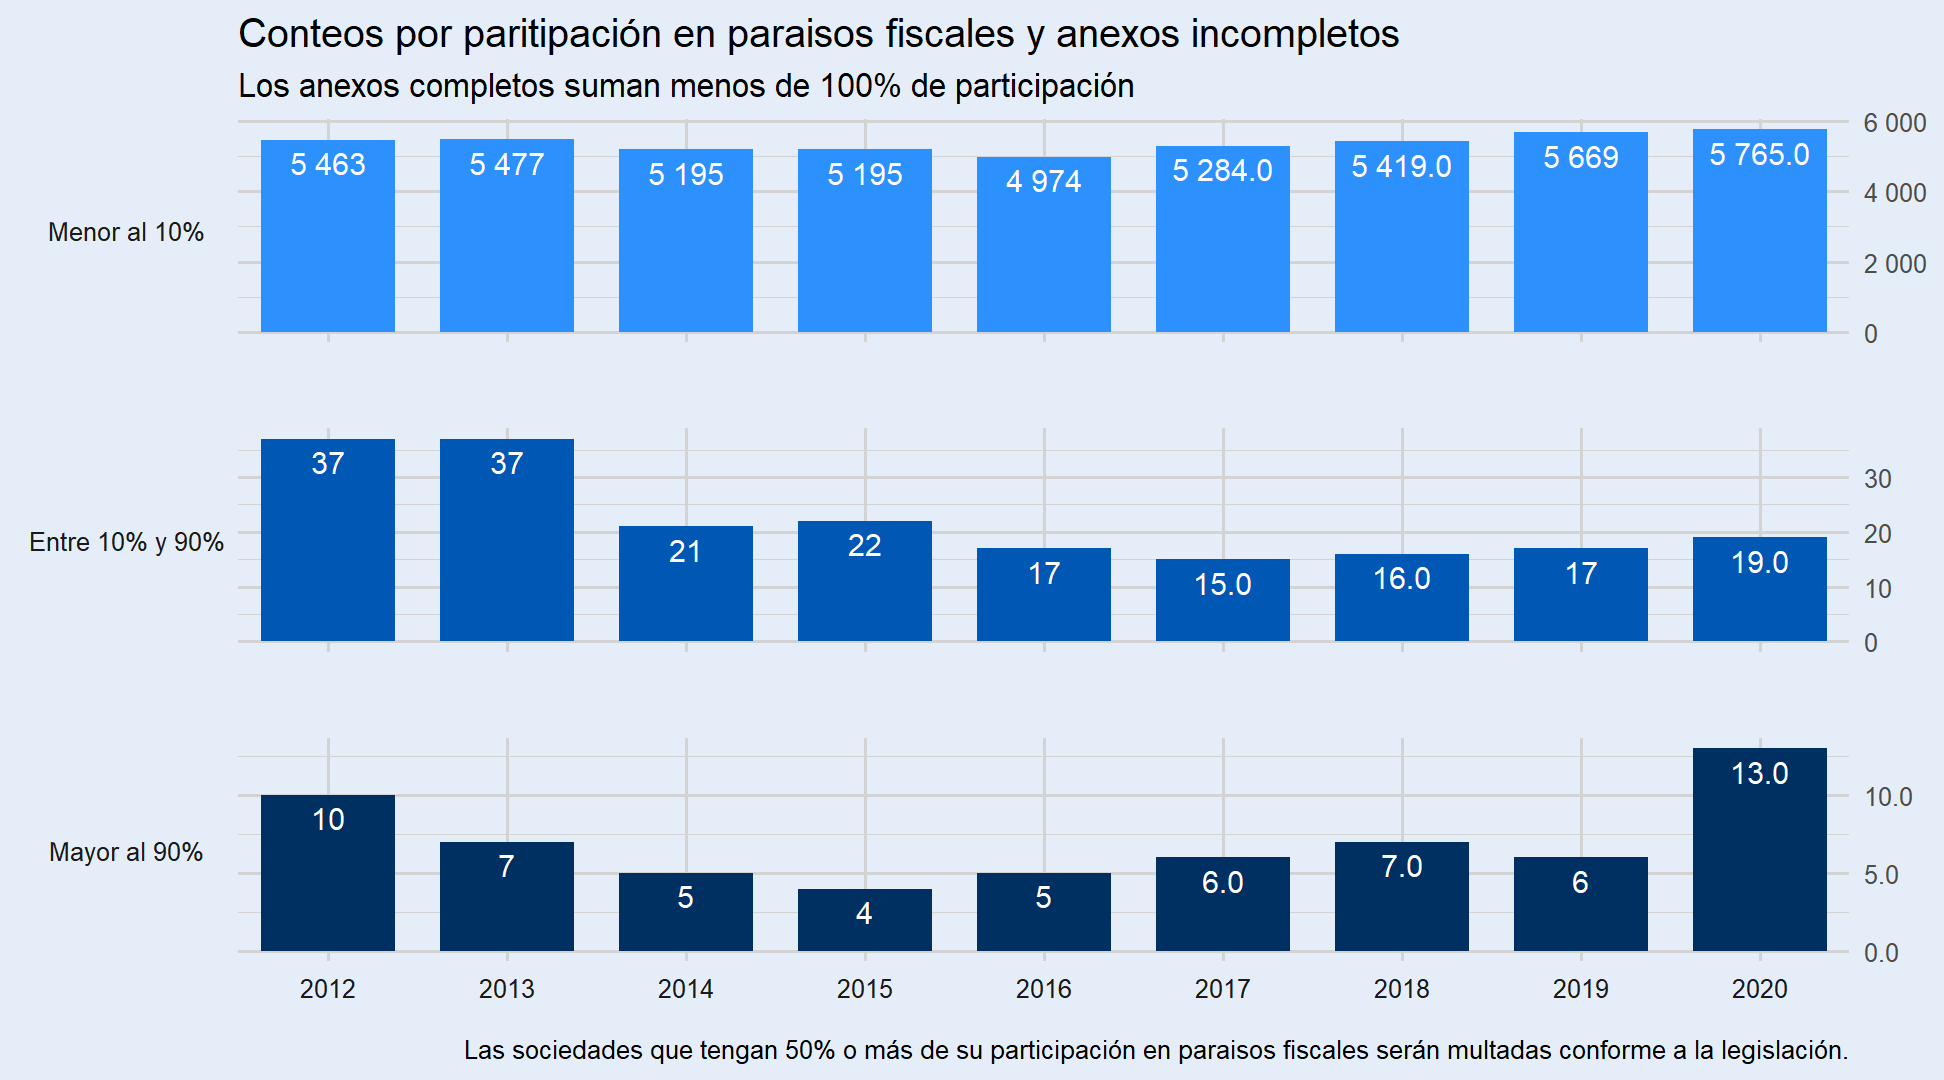 Conteos por paritipación en paraisos fiscales y anexos incompletos
Los anexos completos suman menos de 100% de participación
Menor al 10%
5 463 5 477 5 195 5 195 4 974 5 284.0 5 419.0 5 669 5 765.0
6 000
4 000
2 000
0
Entre 10% y 90%
37 37 21 22 17 15.0 16.0 17 19.0
30
20
10
0
Mayor al 90%
10 7 5 4 5 6.0 7.0 6 13.0
10.0
5.0
0.0
2012 2013 2014 2015 2016 2017 2018 2019 2020
Las sociedades que tengan 50% o más de su participación en paraisos fiscales serán multadas conforme a la legislación.